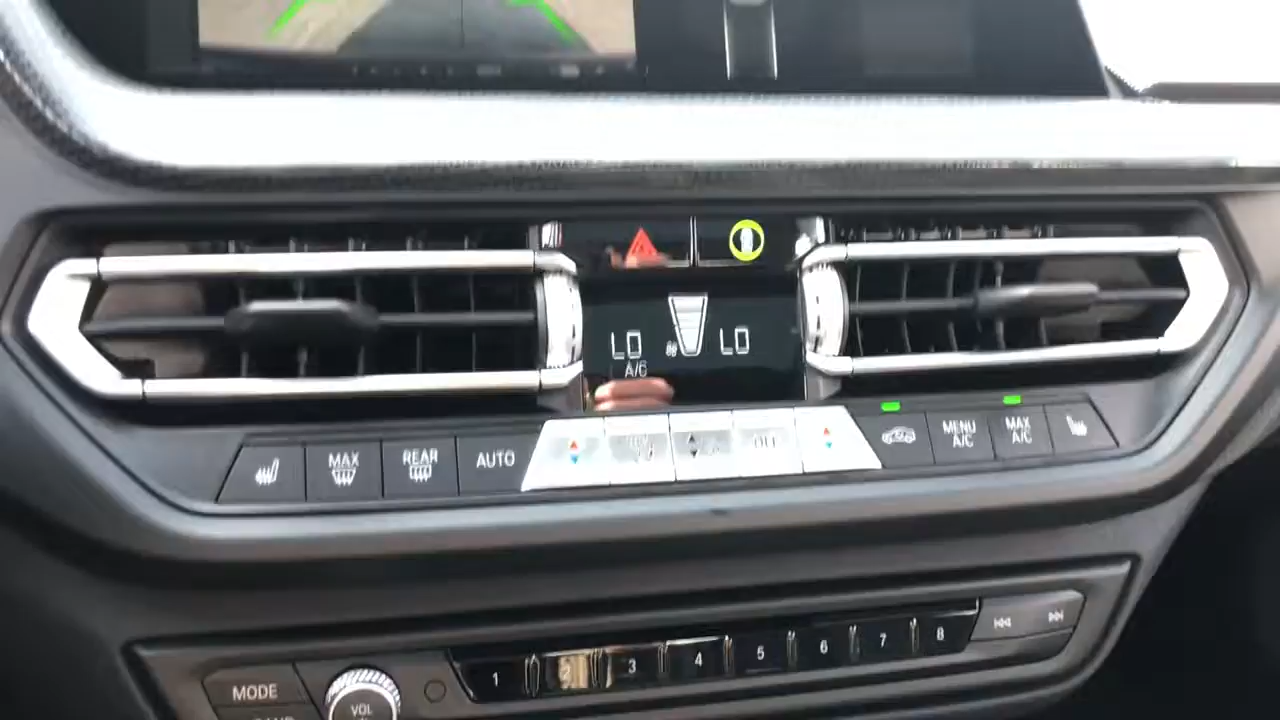 LO LO
A/C
MAX
REAR
AUTO
OFF
MENU
A/C
MAX
A/C
1 3 4 5 6 7 8
MODE
VOL